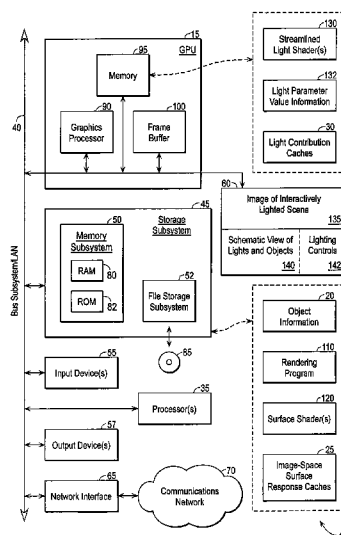 15
GPU
95
Memory
90
Graphics
Processor
100
Frame
Buffer
40
Bus Subsystem/LAN
130
Streamlined
Light Shader(s)
132
Light Parameter
Value Information
30
Light Contribution
Caches
60
Image of Interactively
Lighted Scene
135
Schematic View of
Lights and Objects
140
Lighting
Controls
142
45
Storage
Subsystem
50
Memory
Subsystem
RAM
80
ROM
82
52
File Storage
Subsystem
85
55
Input Device(s)
35
Processor(s)
57
Output Device(s)
65
Network Interface
70
Communications
Network
20
Object
Information
110
Rendering
Program
120
Surface Shader(s)
25
Image-Space
Surface
Response Caches